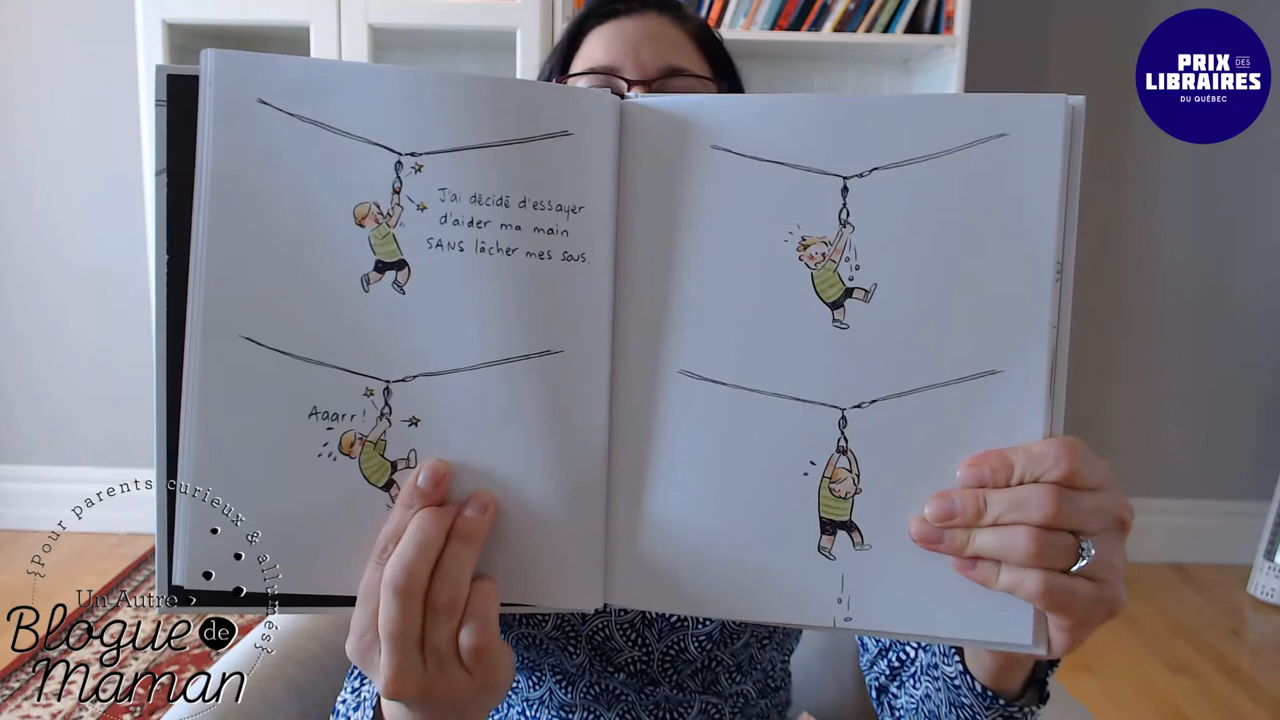 J'ai décidé d'essayer
d'aider ma main
SANS lâcher mes sous.
Aaarr!
PRIX DES
LIBRAIRES
DU QUÉBEC
{Pour parents curieux & allumés}
Un Autre
Blogue de
Maman